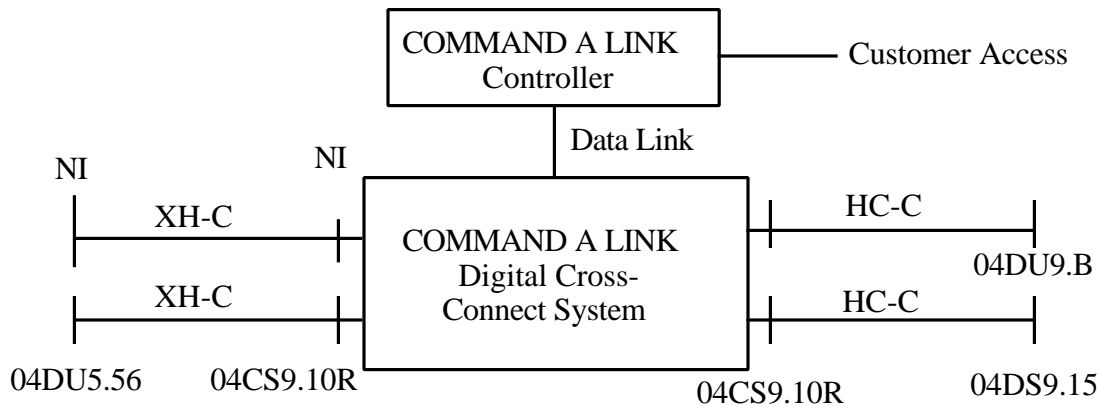 COMMAND A LINK
Controller
Customer Access
Data Link
NI
NI
XH-C
HC-C
COMMAND A LINK
Digital Cross-
Connect System
04DU9.B
XH-C
HC-C
04DU5.56
04CS9.10R
04CS9.10R
04DS9.15